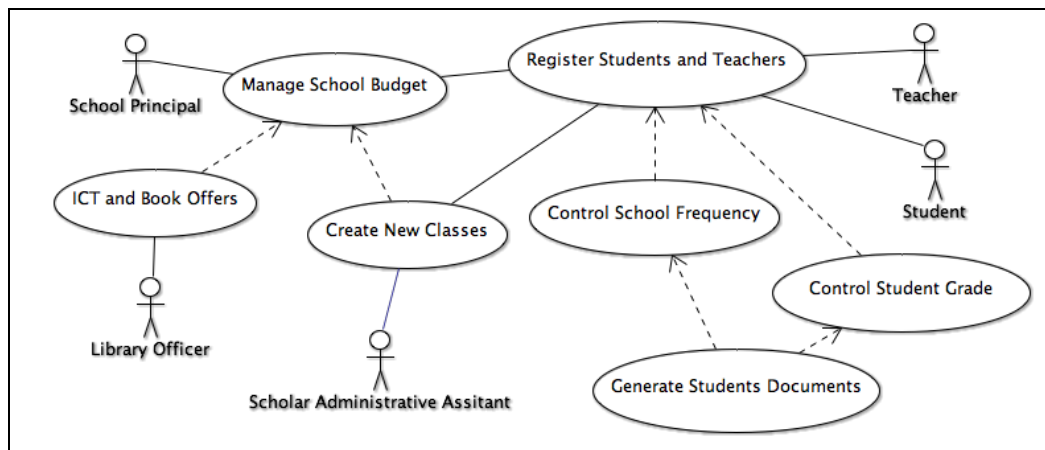 Register Students and Teachers
Manage School Budget
School Principal
Teacher
ICT and Book Offers
Control School Frequency
Student
Create New Classes
Control Student Grade
Library Officer
Generate Students Documents
Scholar Administrative Assitant